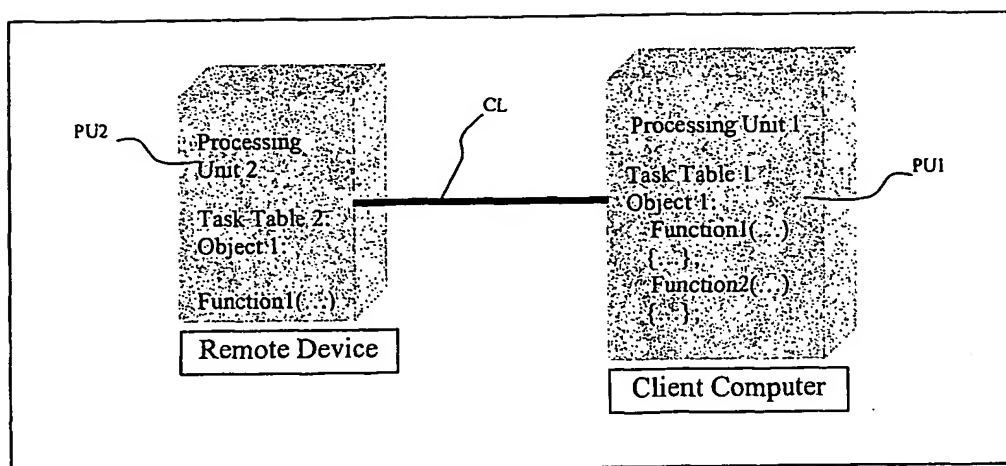 PU2
Processing
Unit 2
Task Table 2:
Object 1:
Function1(...)
Remote Device
CL
Processing Unit 1
Task Table 1
Object 1:
Function1(...)
{...},
Function2(...)
{...},
PU1
Client Computer